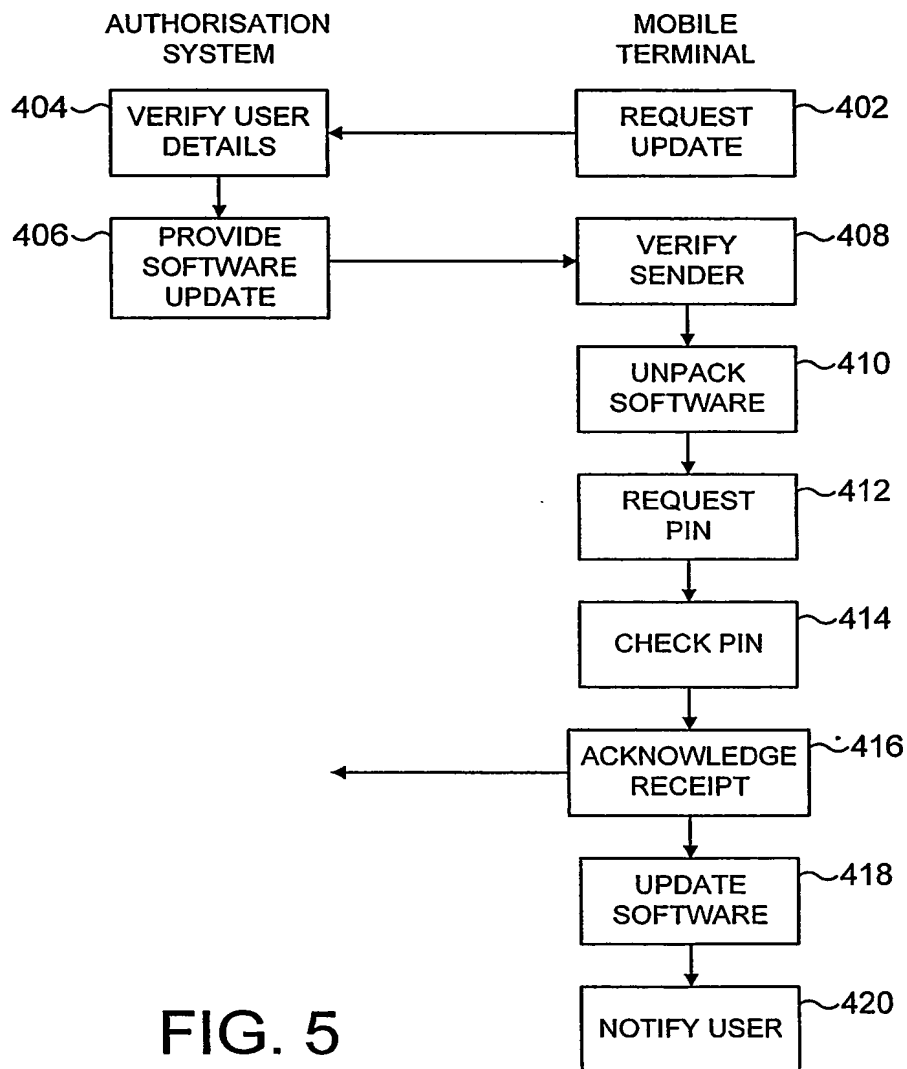 AUTHORISATION
SYSTEM
MOBILE
TERMINAL
404
VERIFY USER
DETAILS
REQUEST
UPDATE
402
406
PROVIDE
SOFTWARE
UPDATE
VERIFY
SENDER
408
UNPACK
SOFTWARE
410
REQUEST
PIN
412
CHECK PIN
414
ACKNOWLEDGE
RECEIPT
416
UPDATE
SOFTWARE
418
NOTIFY USER
420
FIG. 5